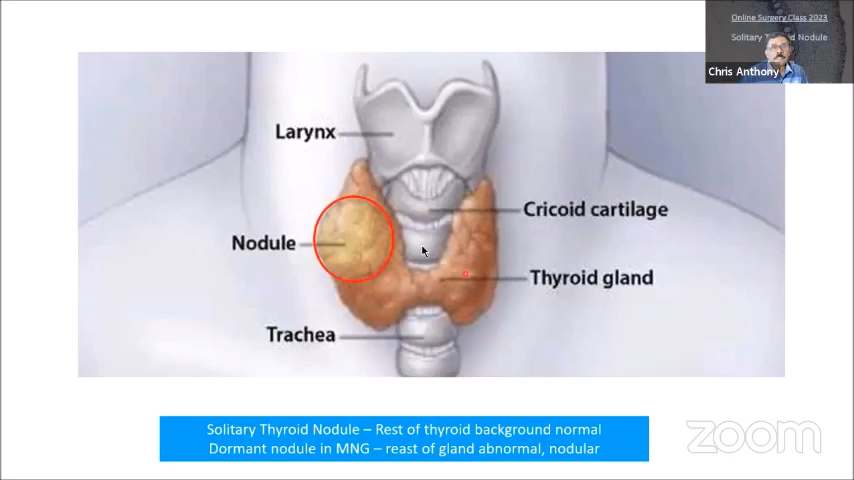 Online Surgery Class 2023
Solitary Thyroid Nodule
Chris Anthony
Larynx
Cricoid cartilage
Nodule
Thyroid gland
Trachea
Solitary Thyroid Nodule – Rest of thyroid background normal
Dormant nodule in MNG – reast of gland abnormal, nodular
zoom